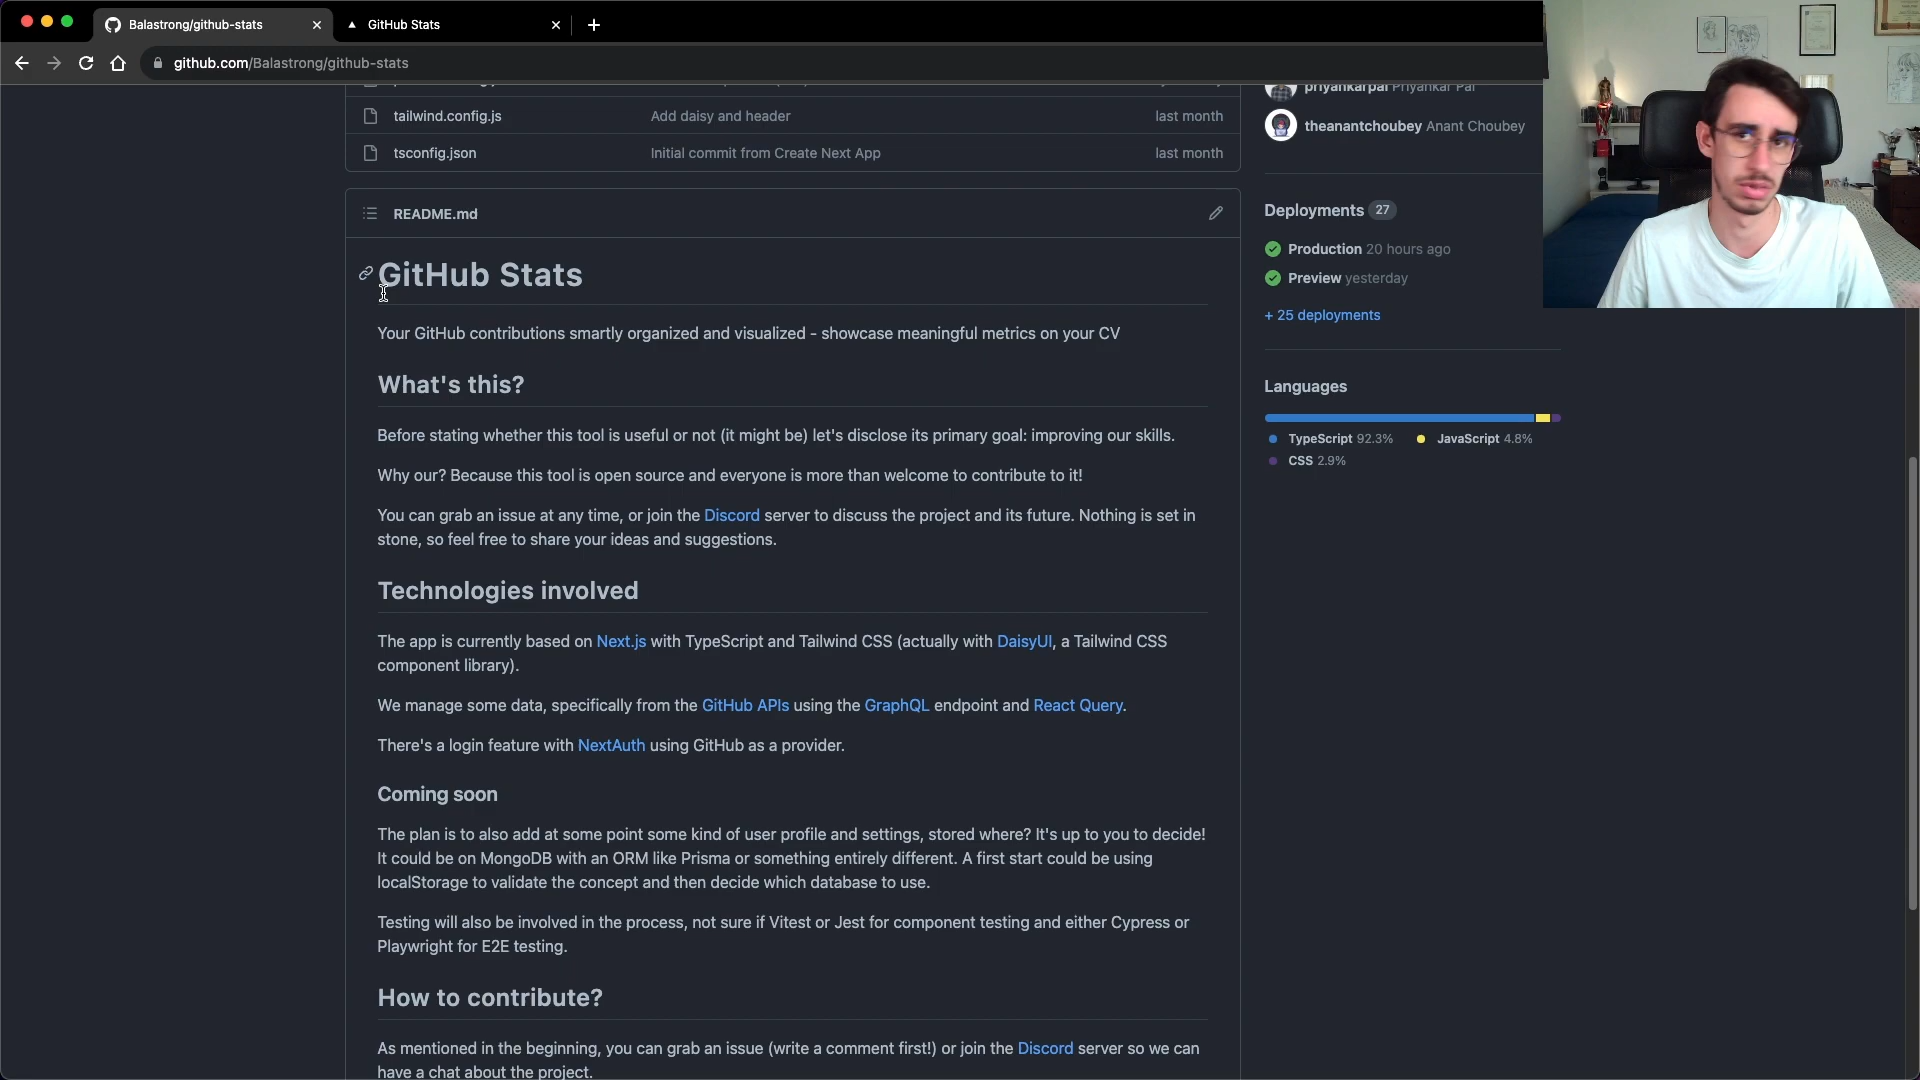 Balastrong/github-stats
GitHub Stats
github.com/Balastrong/github-stats
tailwind.config.js Add daisy and header last month
tsconfig.json Initial commit from Create Next App last month
priyankarpal Priyankar Pal
theanantchoubey Anant Choubey
README.md
GitHub Stats
Your GitHub contributions smartly organized and visualized - showcase meaningful metrics on your CV
What's this?
Before stating whether this tool is useful or not (it might be) let's disclose its primary goal: improving our skills.
Why our? Because this tool is open source and everyone is more than welcome to contribute to it!
You can grab an issue at any time, or join the Discord server to discuss the project and its future. Nothing is set in
stone, so feel free to share your ideas and suggestions.
Technologies involved
The app is currently based on Next.js with TypeScript and Tailwind CSS (actually with DaisyUI, a Tailwind CSS
component library).
We manage some data, specifically from the GitHub APIs using the GraphQL endpoint and React Query.
There's a login feature with NextAuth using GitHub as a provider.
Coming soon
The plan is to also add at some point some kind of user profile and settings, stored where? It's up to you to decide!
It could be on MongoDB with an ORM like Prisma or something entirely different. A first start could be using
localStorage to validate the concept and then decide which database to use.
Testing will also be involved in the process, not sure if Vitest or Jest for component testing and either Cypress or
Playwright for E2E testing.
How to contribute?
As mentioned in the beginning, you can grab an issue (write a comment first!) or join the Discord server so we can
have a chat about the project.
Deployments 27
Production 20 hours ago
Preview yesterday
+ 25 deployments
Languages
TypeScript 92.3% JavaScript 4.8%
CSS 2.9%